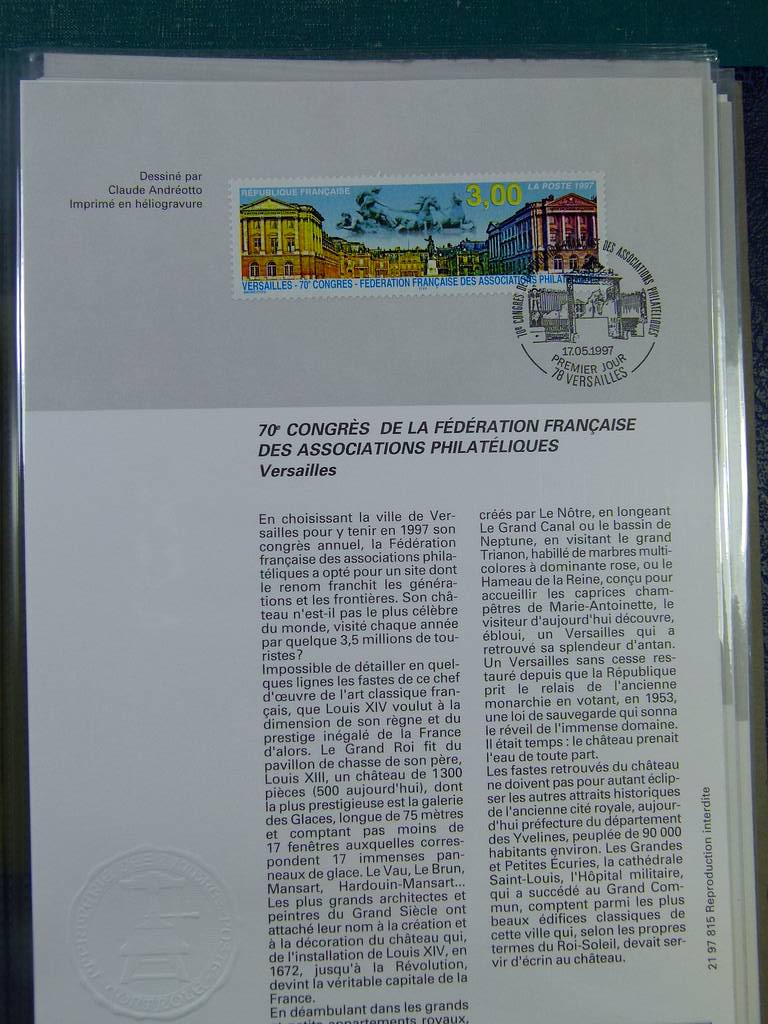 Dessiné par
Claude Andréotto
Imprimé en héliogravure
RÉPUBLIQUE FRANÇAISE
3,00
LA POSTE 1997
VERSAILLES - 70e CONGRES - FEDERATION FRANÇAISE DES ASSOCIATIONS PHILAT
70e CONGRES DES ASSOCIATIONS PHILATELIQUES
17.05.1997
PREMIER JOUR
78 VERSAILLES
70e CONGRÈS DE LA FÉDÉRATION FRANÇAISE
DES ASSOCIATIONS PHILATÉLIQUES
Versailles
En choisissant la ville de Ver-
sailles pour y tenir en 1997 son
congrès annuel, la Fédération
française des associations phila-
téliques a opté pour un site dont
le renom franchit les généra-
tions et les frontières. Son châ-
teau n'est-il pas le plus célèbre
du monde, visité chaque année
par quelque 3,5 millions de tou-
ristes ?
Impossible de détailler en quel-
ques lignes les fastes de ce chef
d'œuvre de l'art classique fran-
çais, que Louis XIV voulut à la
dimension de son règne et du
prestige inégalé de la France
d'alors. Le Grand Roi fit du
pavillon de chasse de son père,
Louis XIII, un château de 1300
pièces (500 aujourd'hui), dont
la plus prestigieuse est la galerie
des Glaces, longue de 75 mètres
et comptant pas moins de
17 fenêtres auxquelles corres-
pondent 17 immenses pan-
neaux de glace. Le Vau, Le Brun,
Mansart, Hardouin-Mansart...
Les plus grands architectes et
peintres du Grand Siècle ont
attaché leur nom à la création et
à la décoration du château qui,
de l'installation de Louis XIV, en
1672, jusqu'à la Révolution,
devint la véritable capitale de la
France.
En déambulant dans les grands
et petits appartements royaux,
créés par Le Nôtre, en longeant
Le Grand Canal ou le bassin de
Neptune, en visitant le grand
Trianon, habillé de marbres multi-
colores à dominante rose, ou le
Hameau de la Reine, conçu pour
accueillir les caprices cham-
pêtres de Marie-Antoinette, le
visiteur d'aujourd'hui découvre,
ébloui, un Versailles qui a
retrouvé sa splendeur d'antan.
Un Versailles sans cesse res-
tauré depuis que la République
prit le relais de l'ancienne
monarchie en votant, en 1953,
une loi de sauvegarde qui sonna
le réveil de l'immense domaine.
Il était temps : le château prenait
l'eau de toute part.
Les fastes retrouvés du château
ne doivent pas pour autant éclip-
ser les autres attraits historiques
de l'ancienne cité royale, aujour-
d'hui préfecture du département
des Yvelines, peuplée de 90 000
habitants environ. Les Grandes
et Petites Écuries, la cathédrale
Saint-Louis, l'Hôpital militaire,
qui a succédé au Grand Com-
mun, comptent parmi les plus
beaux édifices classiques de
cette ville qui, selon les propres
termes du Roi-Soleil, devait ser-
vir d'écrin au château.
21 97 815 Reproduction interdite